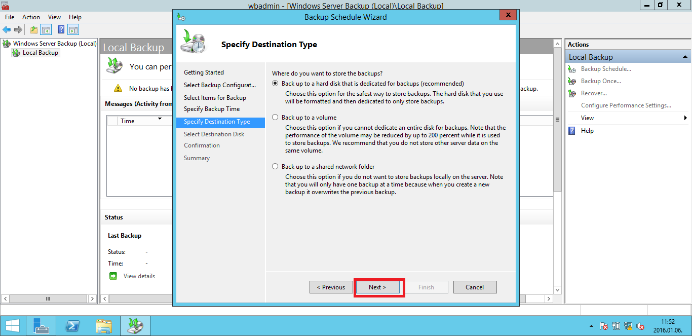 wbadmin - [Windows Server Backup (Local)\Local Backup]
File Action View Help
Windows Server Backup (Local)
Local Backup
Local Backup
You can per
No backup has b
Messages (Activity from
Time
Status
Last Backup
Status: -
Time: -
View details
Backup Schedule Wizard
Specify Destination Type
Getting Started
Select Backup Configurat...
Select Items for Backup
Specify Backup Time
Specify Destination Type
Select Destination Disk
Confirmation
Summary
Where do you want to store the backups?
Back up to a hard disk that is dedicated for backups (recommended)
Choose this option for the safest way to store backups. The hard disk that you use
will be formatted and then dedicated to only store backups.
Back up to a volume
Choose this option if you cannot dedicate an entire disk for backups. Note that the
performance of the volume may be reduced by up to 200 percent while it is used
to store backups. We recommend that you do not store other server data on the
same volume.
Back up to a shared network folder
Choose this option if you do not want to store backups locally on the server. Note
that you will only have one backup at a time because when you create a new
backup it overwrites the previous backup.
< Previous
Next >
Finish
Cancel
Actions
Local Backup
Backup Schedule...
Backup Once...
Recover...
Configure Performance Settings...
View
Help
11:52
2016.01.06.